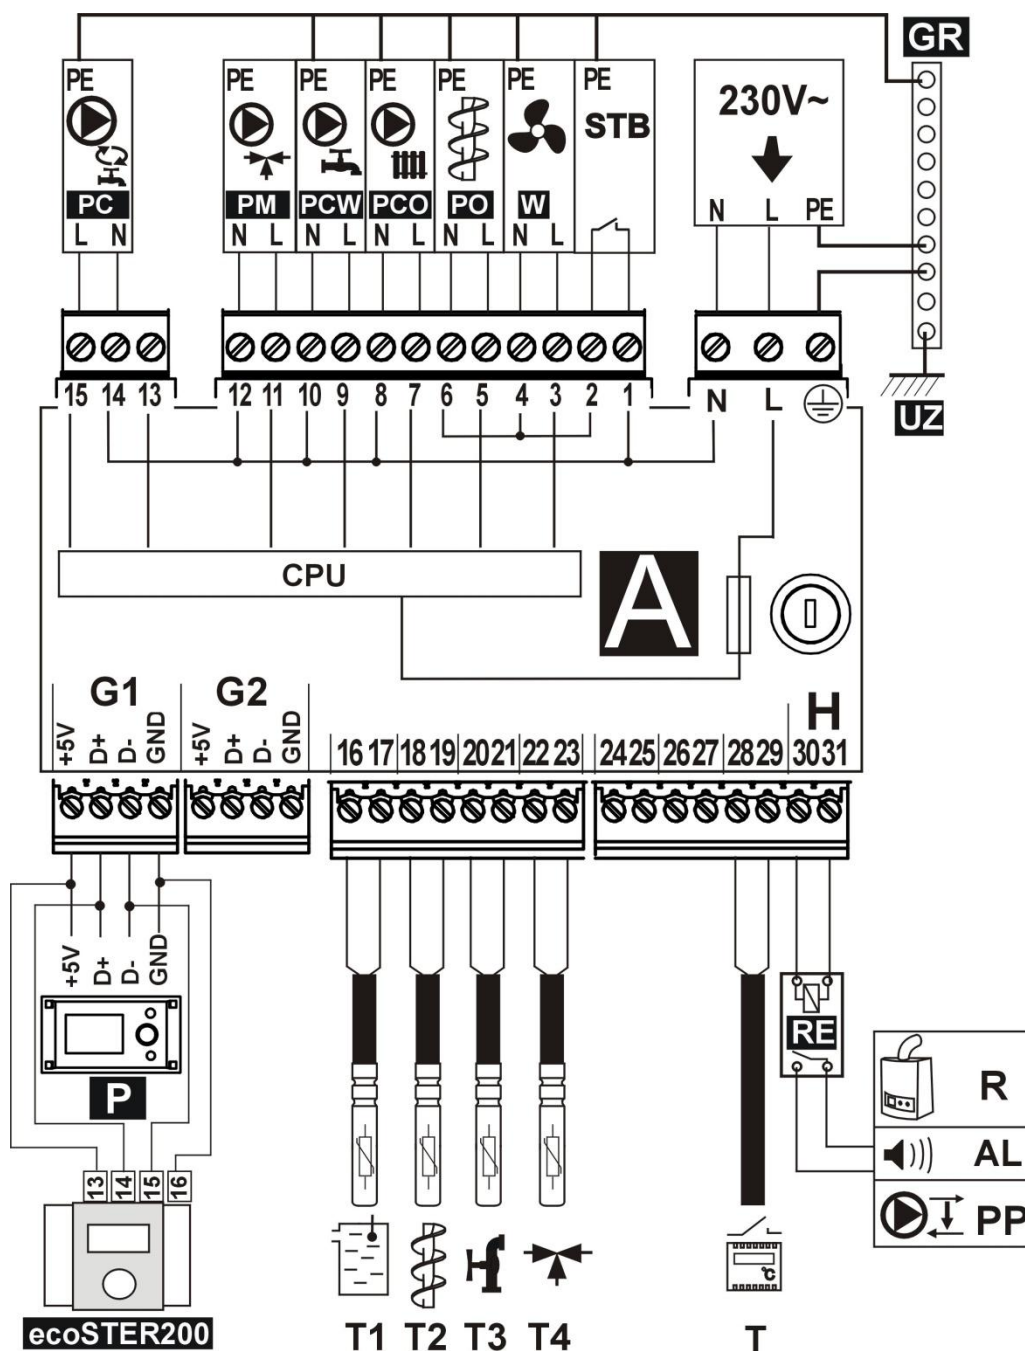 GR
PE PE PE PE PE PE PE
230V~
STB
PC PM PCW PCO PO W
N L PE
L N N L N L N L N L N L
15 14 13 12 11 10 9 8 7 6 5 4 3 2 1 N L
UZ
CPU
A
G1 G2 H
+5V D+ D- GND +5V D+ D- GND
16 17 18 19 20 21 22 23 24 25 26 27 28 29 30 31
+5V D+ D- GND
RE
P
R
AL
PP
13 14 15 16
°C
ecoSTER200 T1 T2 T3 T4 T